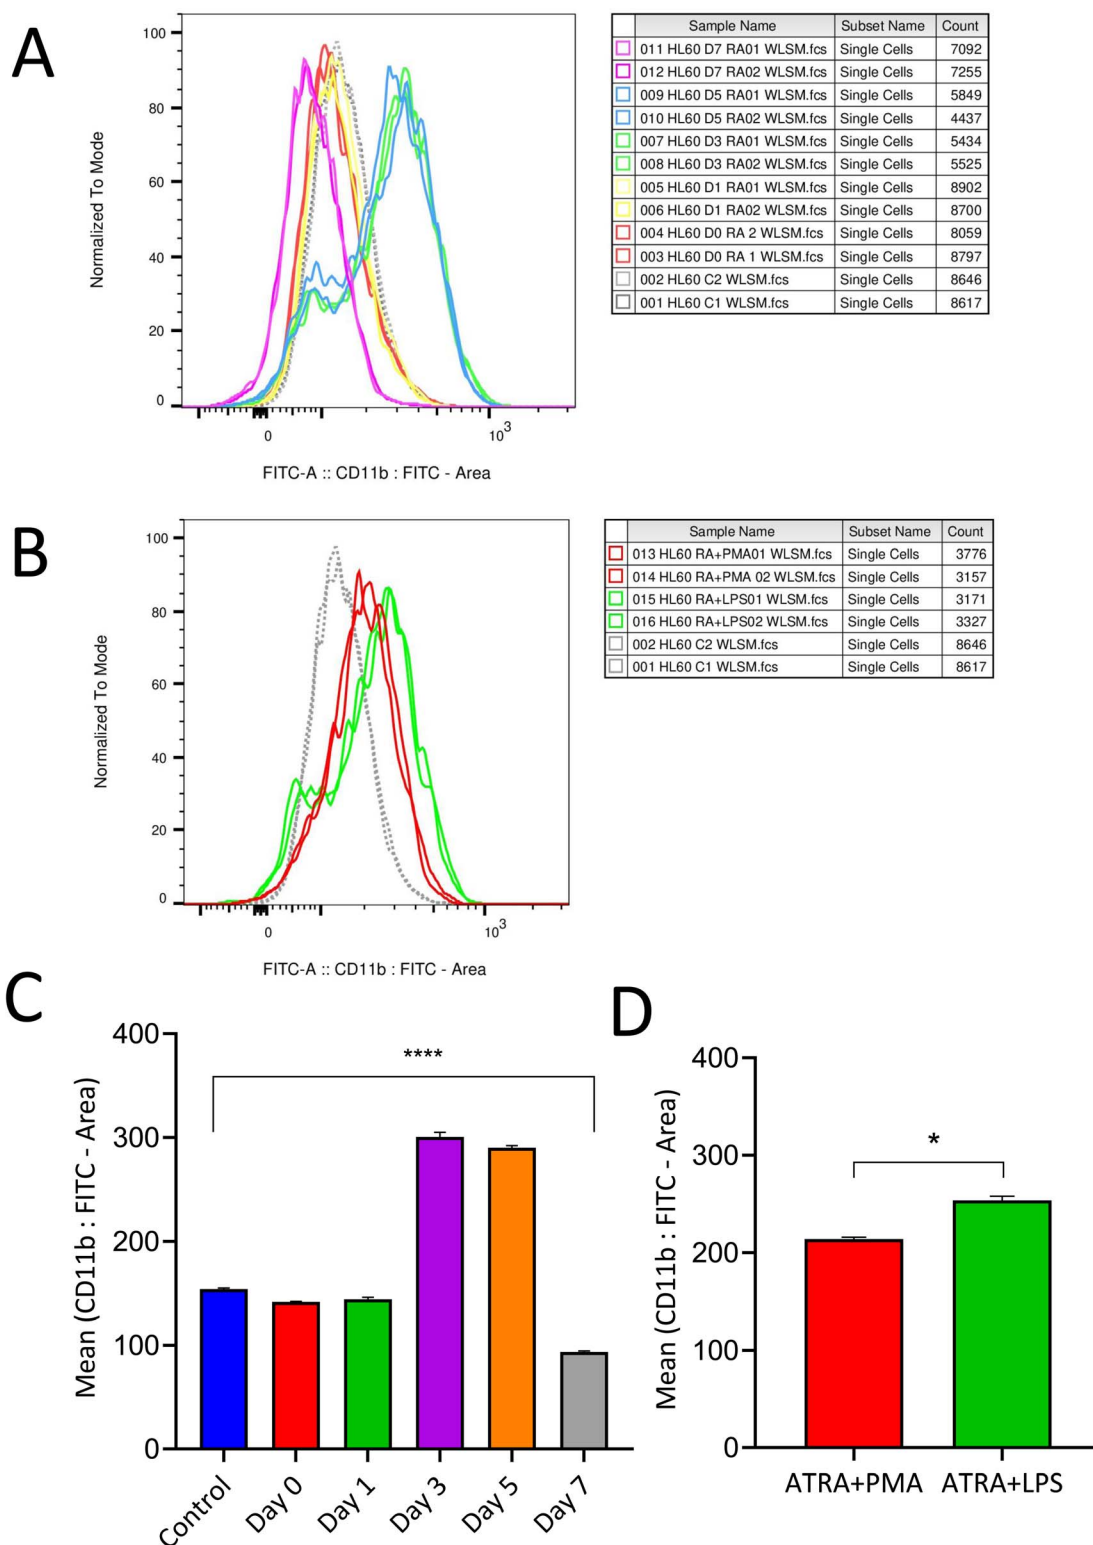 A
Sample Name Subset Name Count
011 HL60 D7 RA01 WLSM.fcs Single Cells 7092
012 HL60 D7 RA02 WLSM.fcs Single Cells 7255
009 HL60 D5 RA01 WLSM.fcs Single Cells 5849
010 HL60 D5 RA02 WLSM.fcs Single Cells 4437
007 HL60 D3 RA01 WLSM.fcs Single Cells 5434
008 HL60 D3 RA02 WLSM.fcs Single Cells 5525
005 HL60 D1 RA01 WLSM.fcs Single Cells 8902
006 HL60 D1 RA02 WLSM.fcs Single Cells 8700
004 HL60 D0 RA 2 WLSM.fcs Single Cells 8059
003 HL60 D0 RA 1 WLSM.fcs Single Cells 8797
002 HL60 C2 WLSM.fcs Single Cells 8646
001 HL60 C1 WLSM.fcs Single Cells 8617
Normalized To Mode
100
80
60
40
20
0
0 10³
FITC-A :: CD11b : FITC - Area
B
Sample Name Subset Name Count
013 HL60 RA+PMA01 WLSM.fcs Single Cells 3776
014 HL60 RA+PMA 02 WLSM.fcs Single Cells 3157
015 HL60 RA+LPS01 WLSM.fcs Single Cells 3171
016 HL60 RA+LPS02 WLSM.fcs Single Cells 3327
002 HL60 C2 WLSM.fcs Single Cells 8646
001 HL60 C1 WLSM.fcs Single Cells 8617
Normalized To Mode
100
80
60
40
20
0
0 10³
FITC-A :: CD11b : FITC - Area
C
Mean (CD11b : FITC - Area)
400
300
200
100
0
****
Control Day 0 Day 1 Day 3 Day 5 Day 7
D
Mean (CD11b : FITC - Area)
400
300
200
100
0
*
ATRA+PMA ATRA+LPS